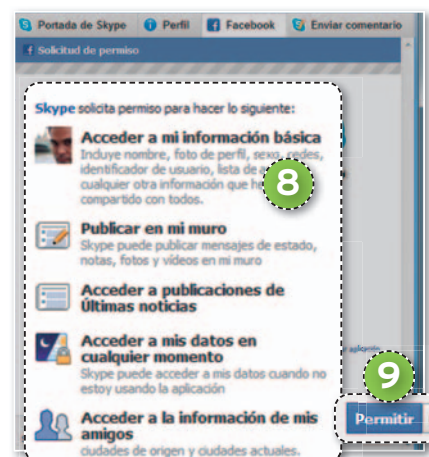 Portada de Skype Perfil Facebook Enviar comentario
Solicitud de permiso
Skype solicita permiso para hacer lo siguiente:
Acceder a mi información básica
Incluye nombre, foto de perfil, sexo, redes,
identificador de usuario, lista de
cualquier otra información que
compartido con todos.
8
Publicar en mi muro
Skype puede publicar mensajes de estado,
notas, fotos y vídeos en mi muro
Acceder a publicaciones de
Últimas noticias
Acceder a mis datos en
cualquier momento
Skype puede acceder a mis datos cuando no
estoy usando la aplicación
aplicación
9
Permitir
Acceder a la información de mis
amigos
ciudades de origen y ciudades actuales.